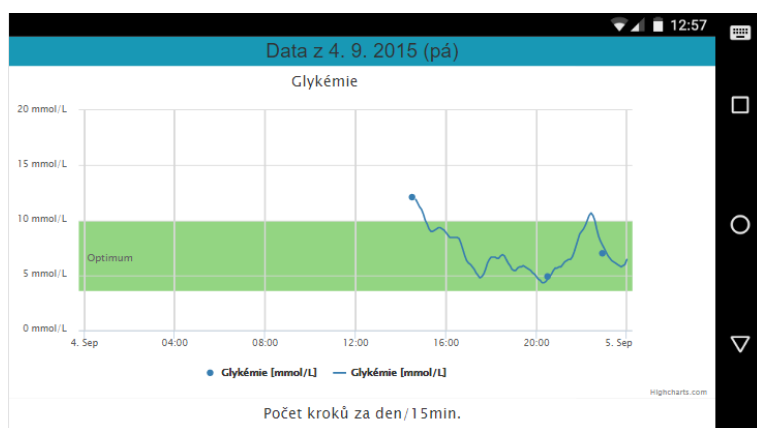 12:57
Data z 4. 9. 2015 (pá)
Glykémie
20 mmol/L
15 mmol/L
10 mmol/L
Optimum
5 mmol/L
0 mmol/L
4. Sep 04:00 08:00 12:00 16:00 20:00 5. Sep
Glykémie [mmol/L] Glykémie [mmol/L]
Highcharts.com
Počet kroků za den/15min.